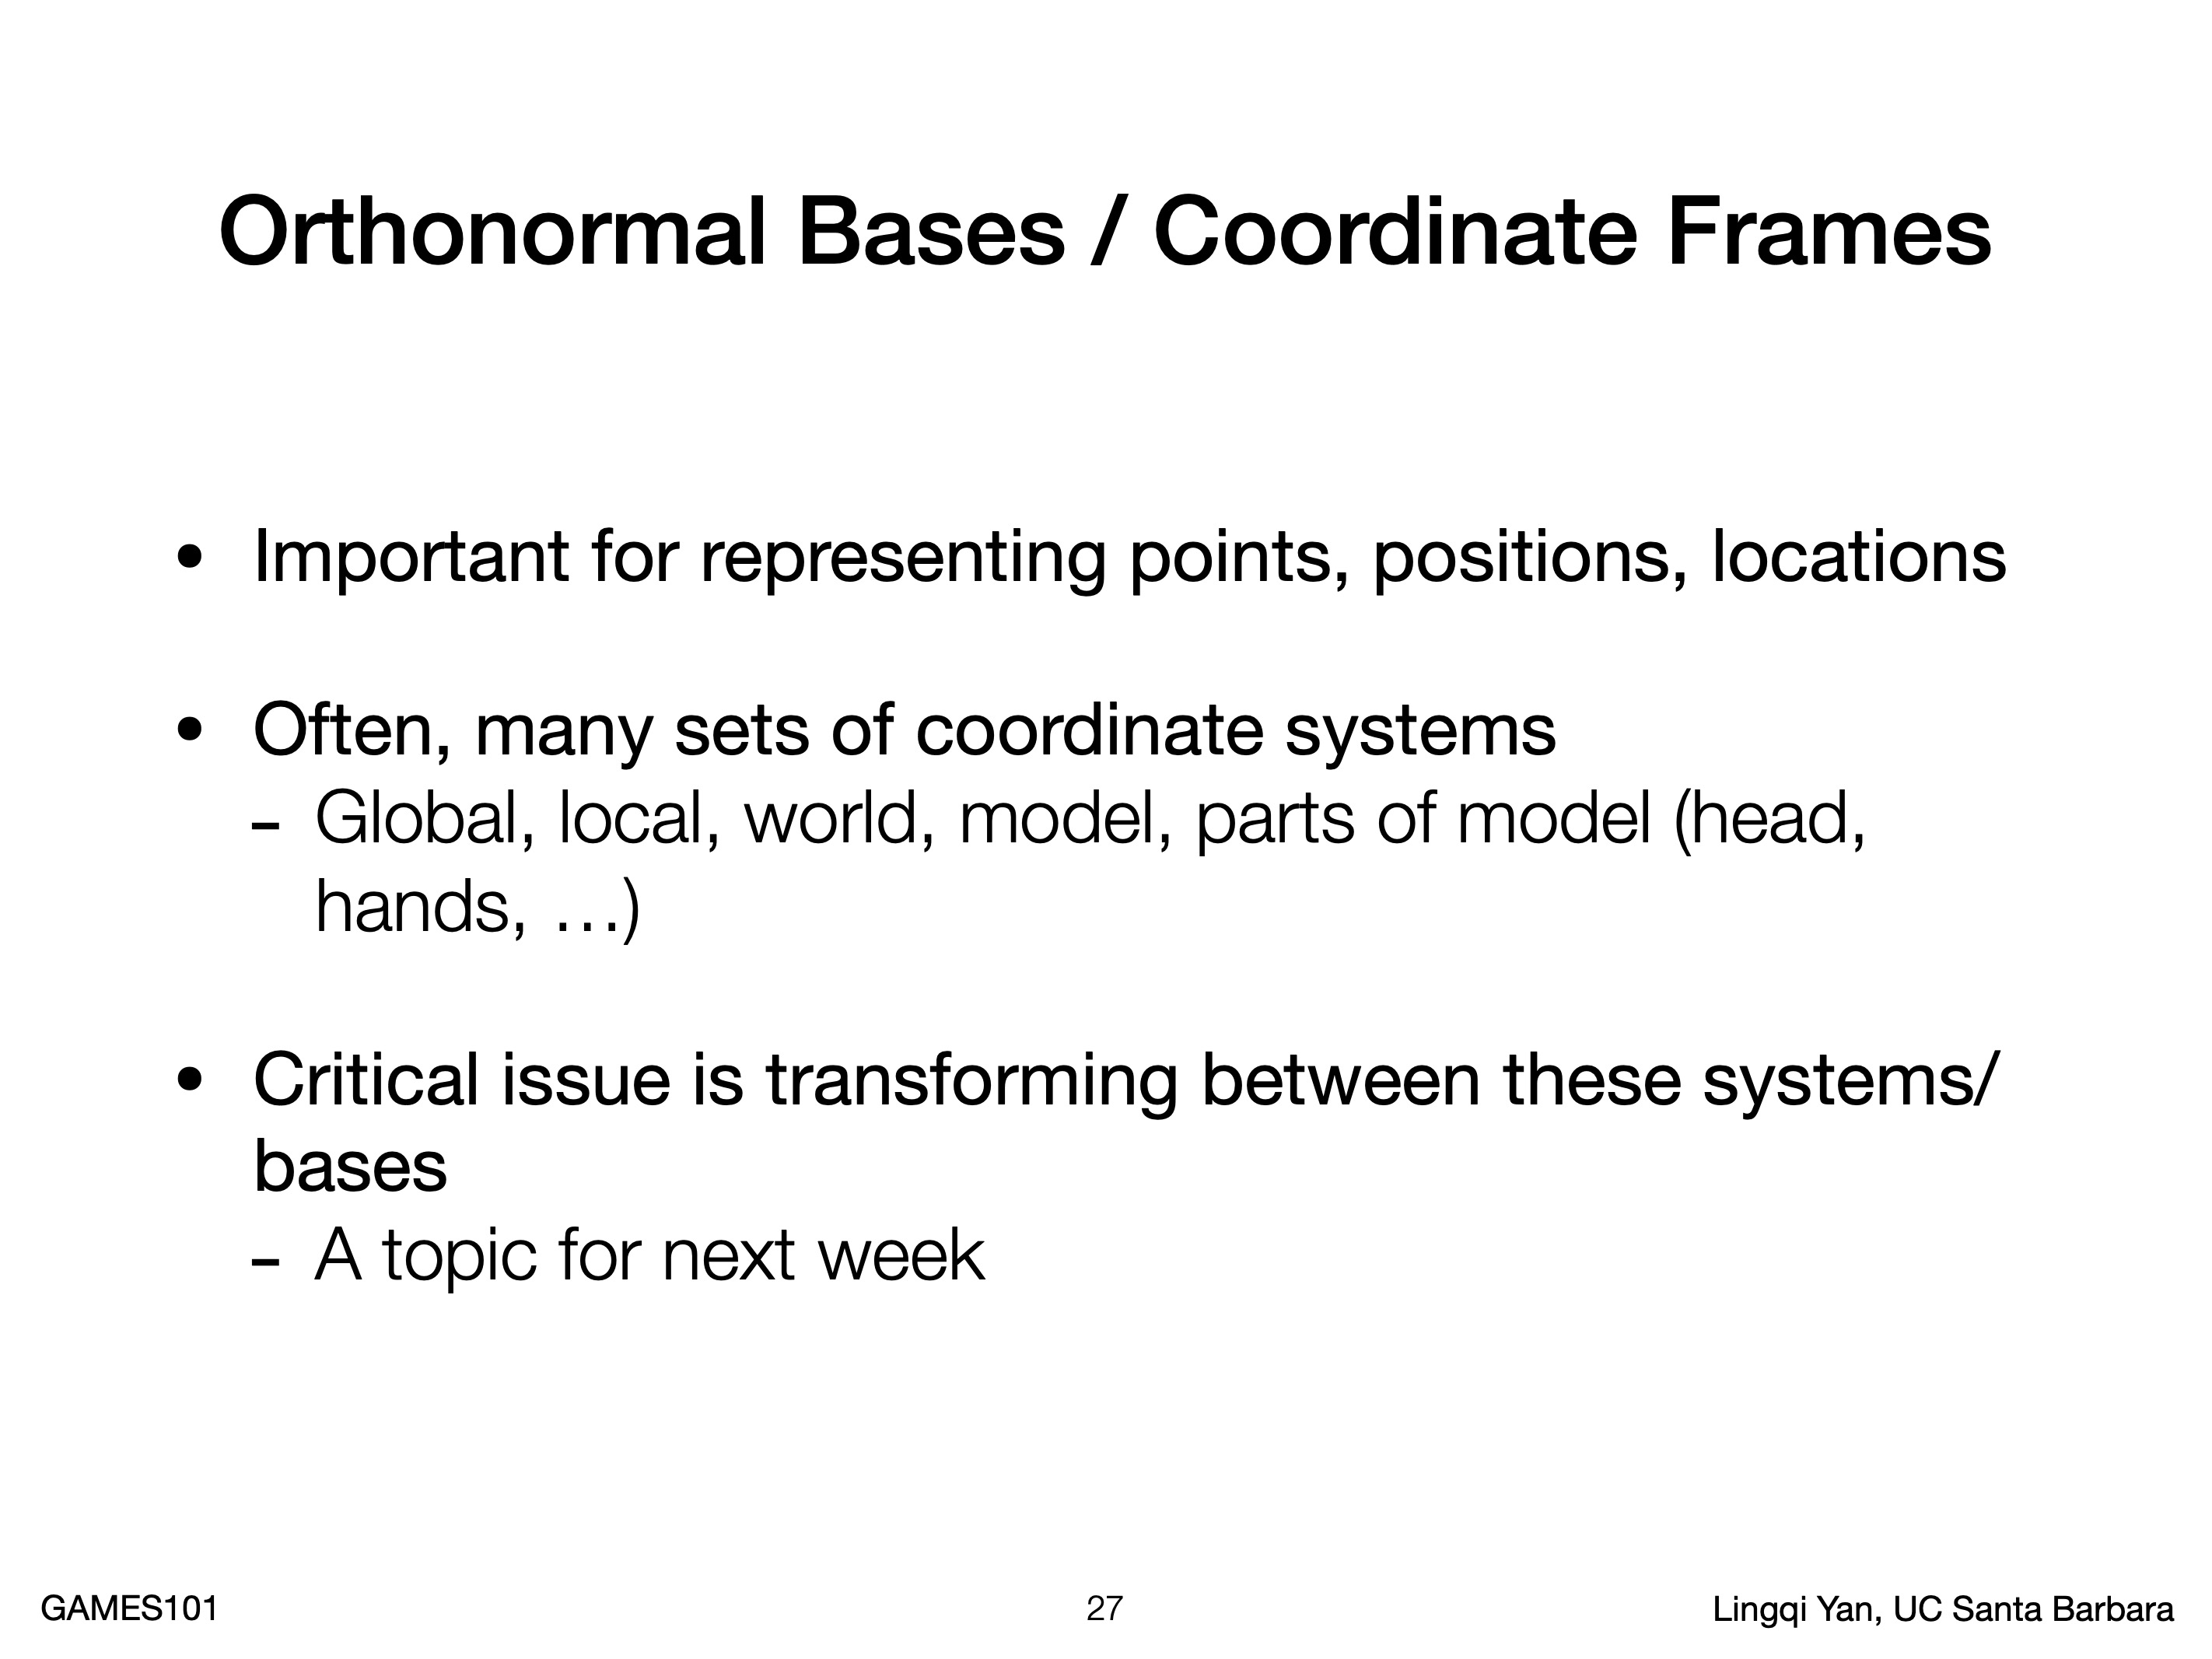 Orthonormal Bases / Coordinate Frames
• Important for representing points, positions, locations
• Often, many sets of coordinate systems
- Global, local, world, model, parts of model (head,
hands, …)
• Critical issue is transforming between these systems/
bases
- A topic for next week
GAMES101
27
Lingqi Yan, UC Santa Barbara